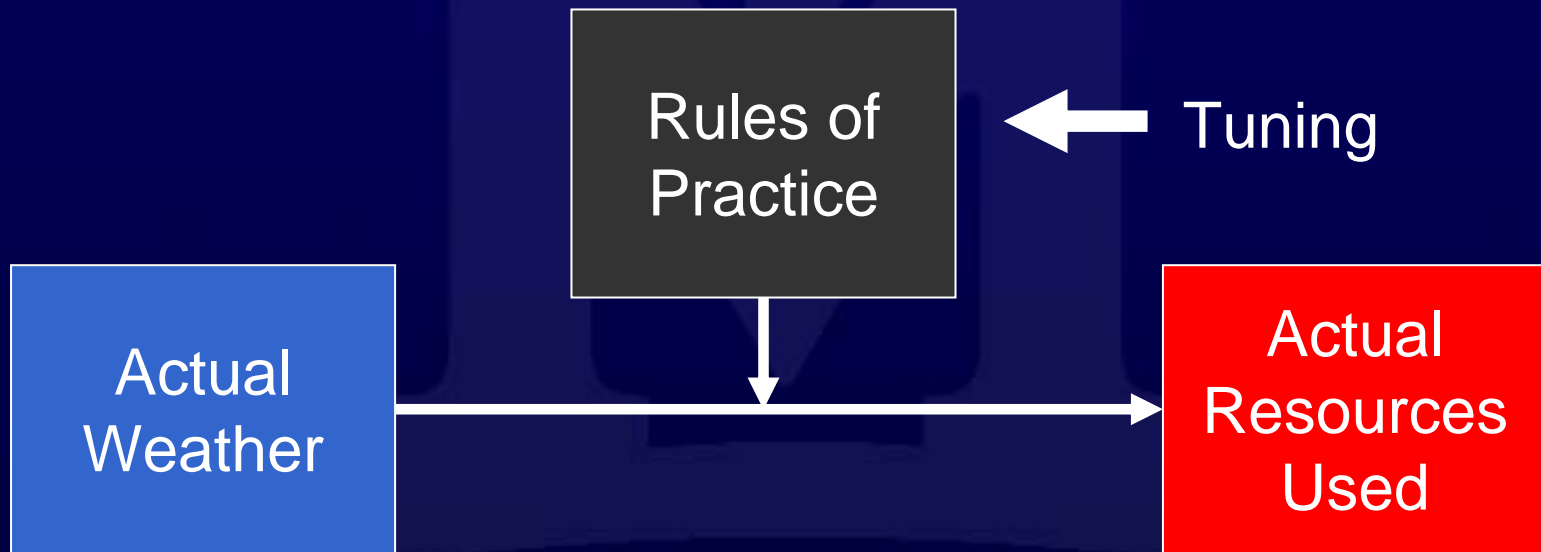 Rules of
Practice
Tuning
Actual
Weather
Actual
Resources
Used